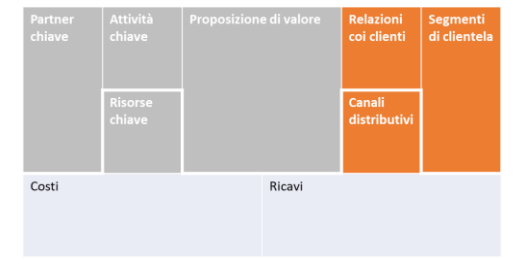 Partner
chiave
Attività
chiave
Proposizione di valore
Relazioni
coi clienti
Segmenti
di clientela
Risorse
chiave
Canali
distributivi
Costi
Ricavi